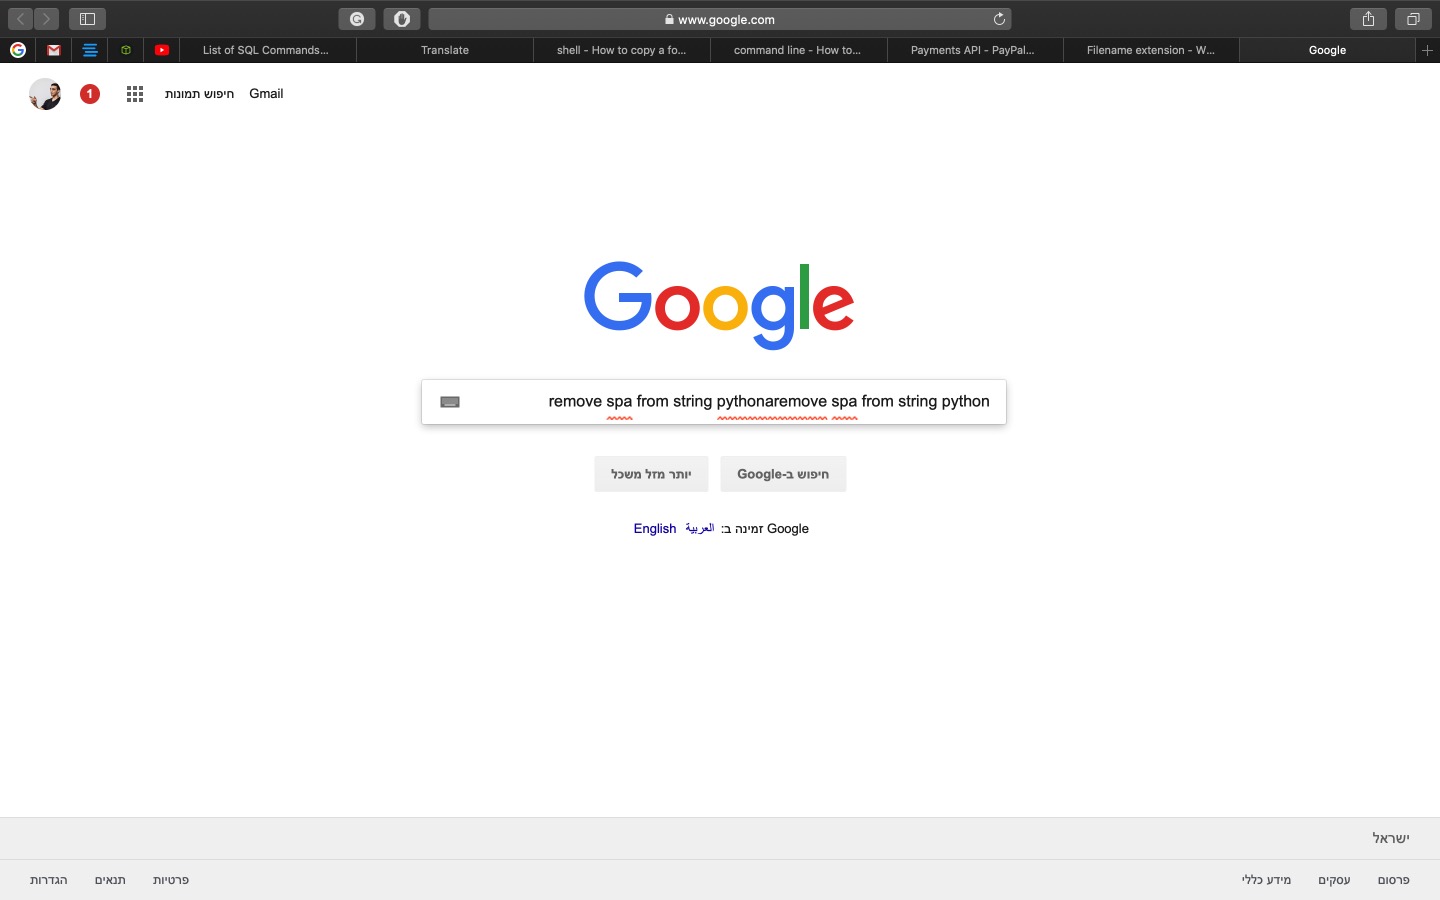 www.google.com
List of SQL Commands...
Translate
shell - How to copy a fo...
command line - How to...
Payments API - PayPal...
Filename extension - W...
Google
1
חיפוש תמונות
Gmail
Google
remove spa from string pythonaremove spa from string python
חיפוש ב-Google
יותר מזל משכל
Google זמינה ב: العربية English
ישראל
פרסום
עסקים
מידע כללי
פרטיות
תנאים
הגדרות